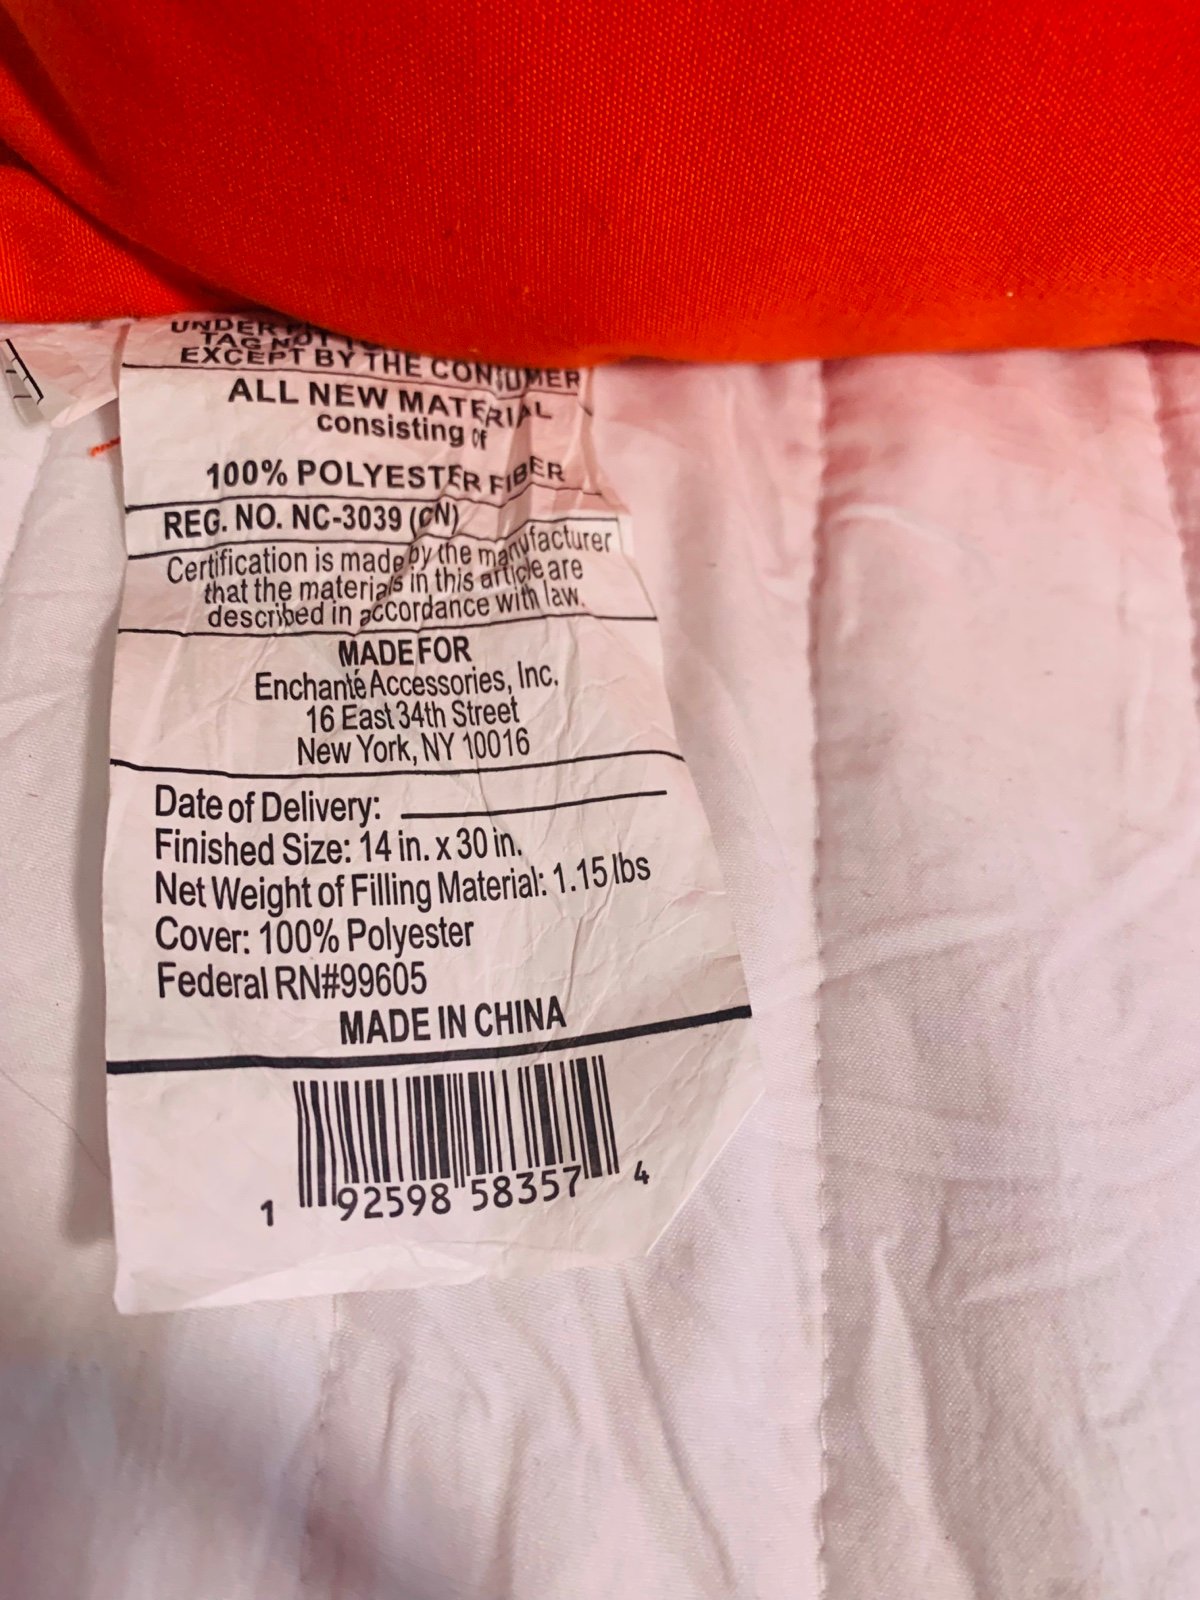 UNDER
TAG NOT
EXCEPT BY THE CONSUMER
ALL NEW MATERIAL
consisting of
100% POLYESTER FIBER
REG. NO. NC-3039 (CN)
Certification is made by the manufacturer
that the materials in this article are
described in accordance with law.
MADE FOR
Enchanté Accessories, Inc.
16 East 34th Street
New York, NY 10016
Date of Delivery:
Finished Size: 14 in. x 30 in.
Net Weight of Filling Material: 1.15 lbs
Cover: 100% Polyester
Federal RN#99605
MADE IN CHINA
1 92598 58357 4